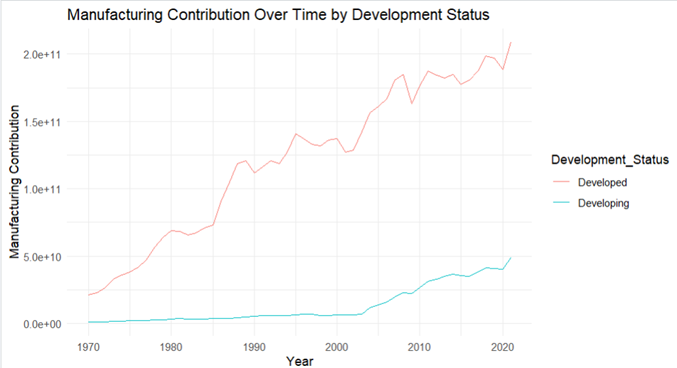 Manufacturing Contribution Over Time by Development Status
2.0e+11
1.5e+11
1.0e+11
5.0e+10
0.0e+00
Manufacturing Contribution
1970 1980 1990 2000 2010 2020
Year
Development_Status
Developed
Developing